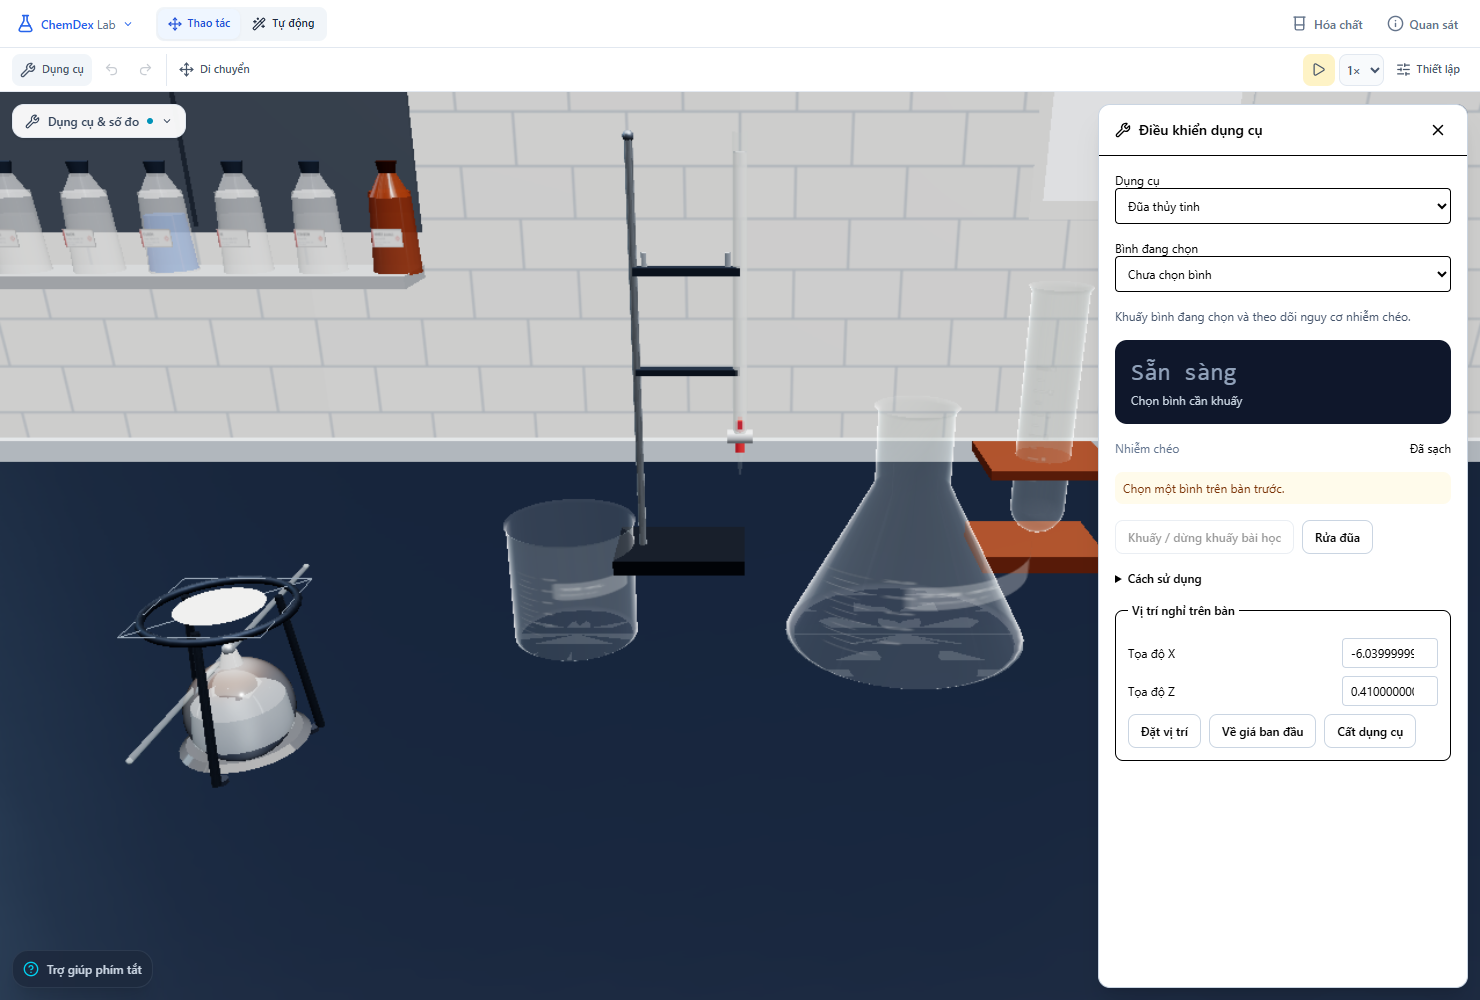 ChemDex Lab
Thao tác
Tự động
Hóa chất
Quan sát
Dụng cụ
Di chuyển
1×
Thiết lập
Dụng cụ & số đo
Điều khiển dụng cụ
Dụng cụ
Đũa thủy tinh
Bình đang chọn
Chưa chọn bình
Khuấy bình đang chọn và theo dõi nguy cơ nhiễm chéo.
Sẵn sàng
Chọn bình cần khuấy
Nhiễm chéo
Đã sạch
Chọn một bình trên bàn trước.
Khuấy / dừng khuấy bài học
Rửa đũa
Cách sử dụng
Vị trí nghỉ trên bàn
Tọa độ X
-6.03999999
Tọa độ Z
0.41000000
Đặt vị trí
Về giá ban đầu
Cất dụng cụ
Trợ giúp phím tắt